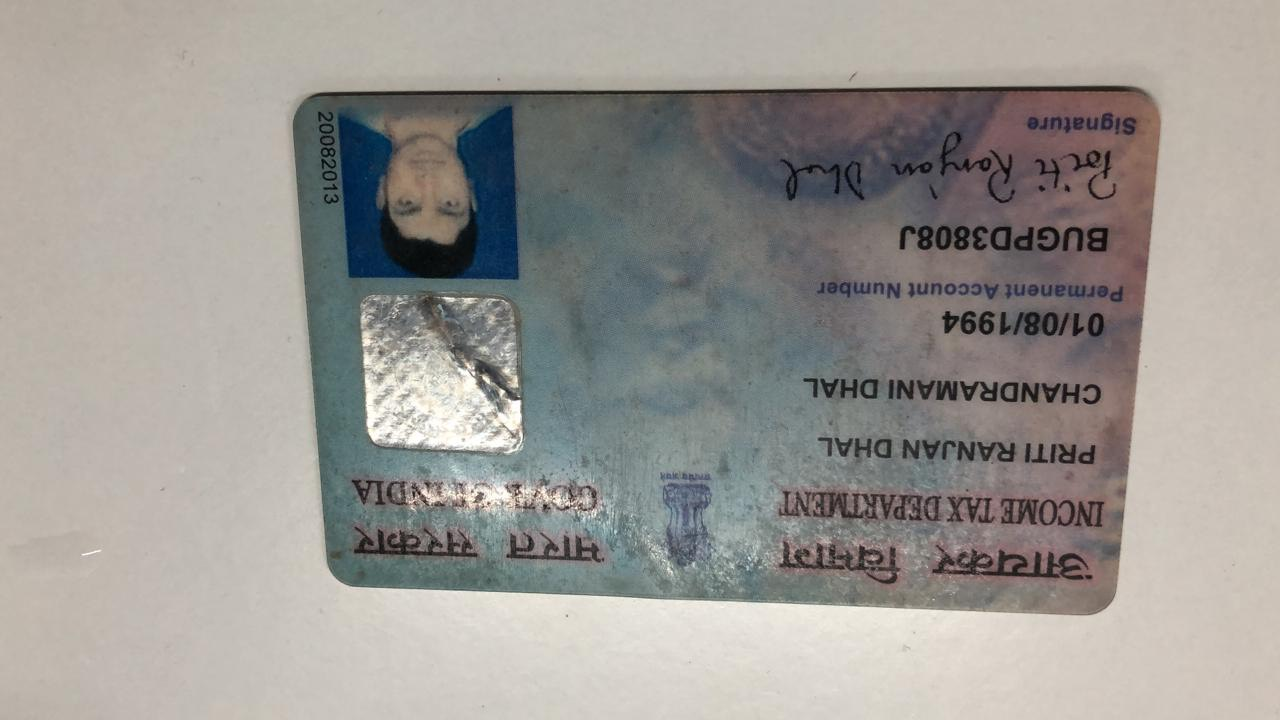 आयकर विभाग
INCOME TAX DEPARTMENT
भारत सरकार
GOVT. OF INDIA
PRITI RANJAN DHAL
CHANDRAMANI DHAL
01/08/1994
Permanent Account Number
BUGPD3808J
Priti Ranjan Dhal
Signature
20082013